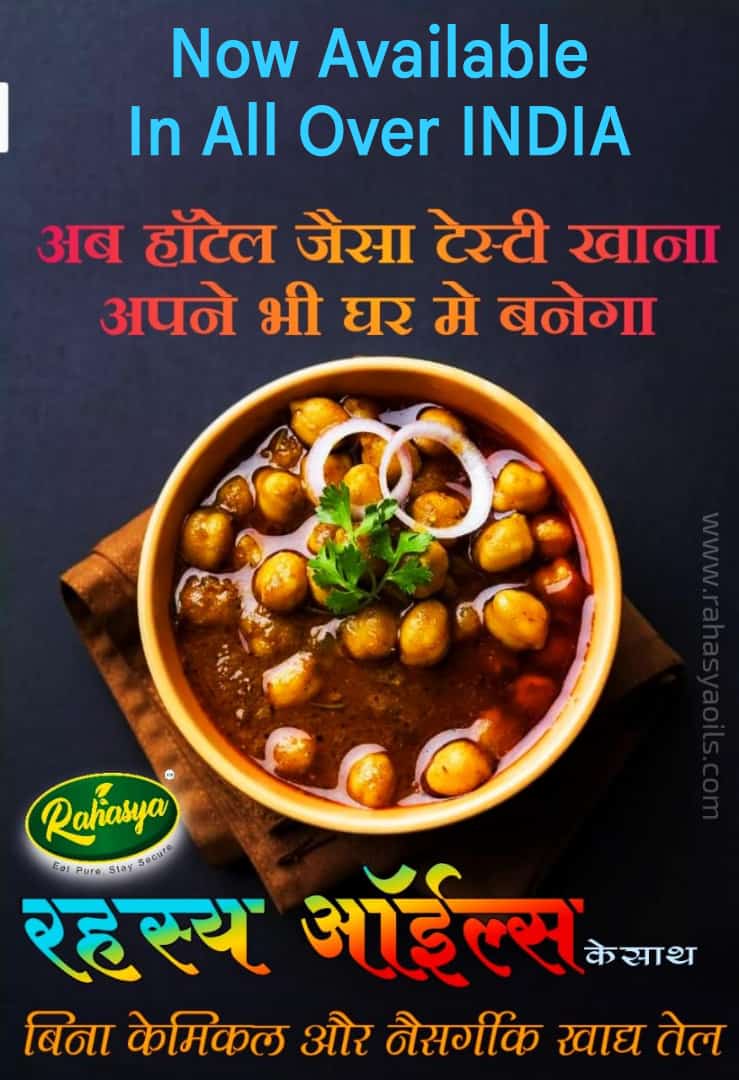 Now Available
In All Over INDIA
अब हॉटेल जैसा टेस्टी खाना
अपने भी घर मे बनेगा
www.rahasyaoils.com
Rahasya
Eat Pure, Stay Secure
रहस्य ऑईल्स के साथ
बिना केमिकल और नैसर्गीक खाद्य तेल